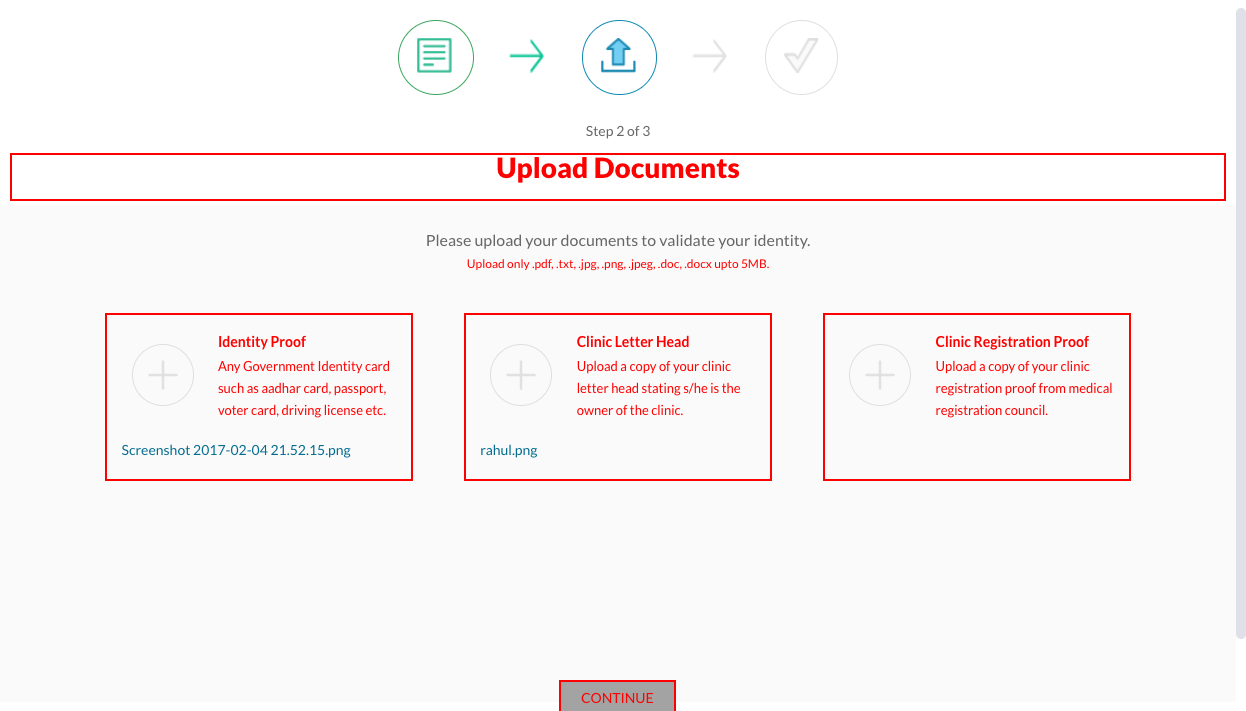 Step 2 of 3
Upload Documents
Please upload your documents to validate your identity.
Upload only .pdf, .txt, .jpg, .png, .jpeg, .doc, .docx upto 5MB.
Identity Proof
Any Government Identity card
such as aadhar card, passport,
voter card, driving license etc.
Screenshot 2017-02-04 21.52.15.png
Clinic Letter Head
Upload a copy of your clinic
letter head stating s/he is the
owner of the clinic.
rahul.png
Clinic Registration Proof
Upload a copy of your clinic
registration proof from medical
registration council.
CONTINUE